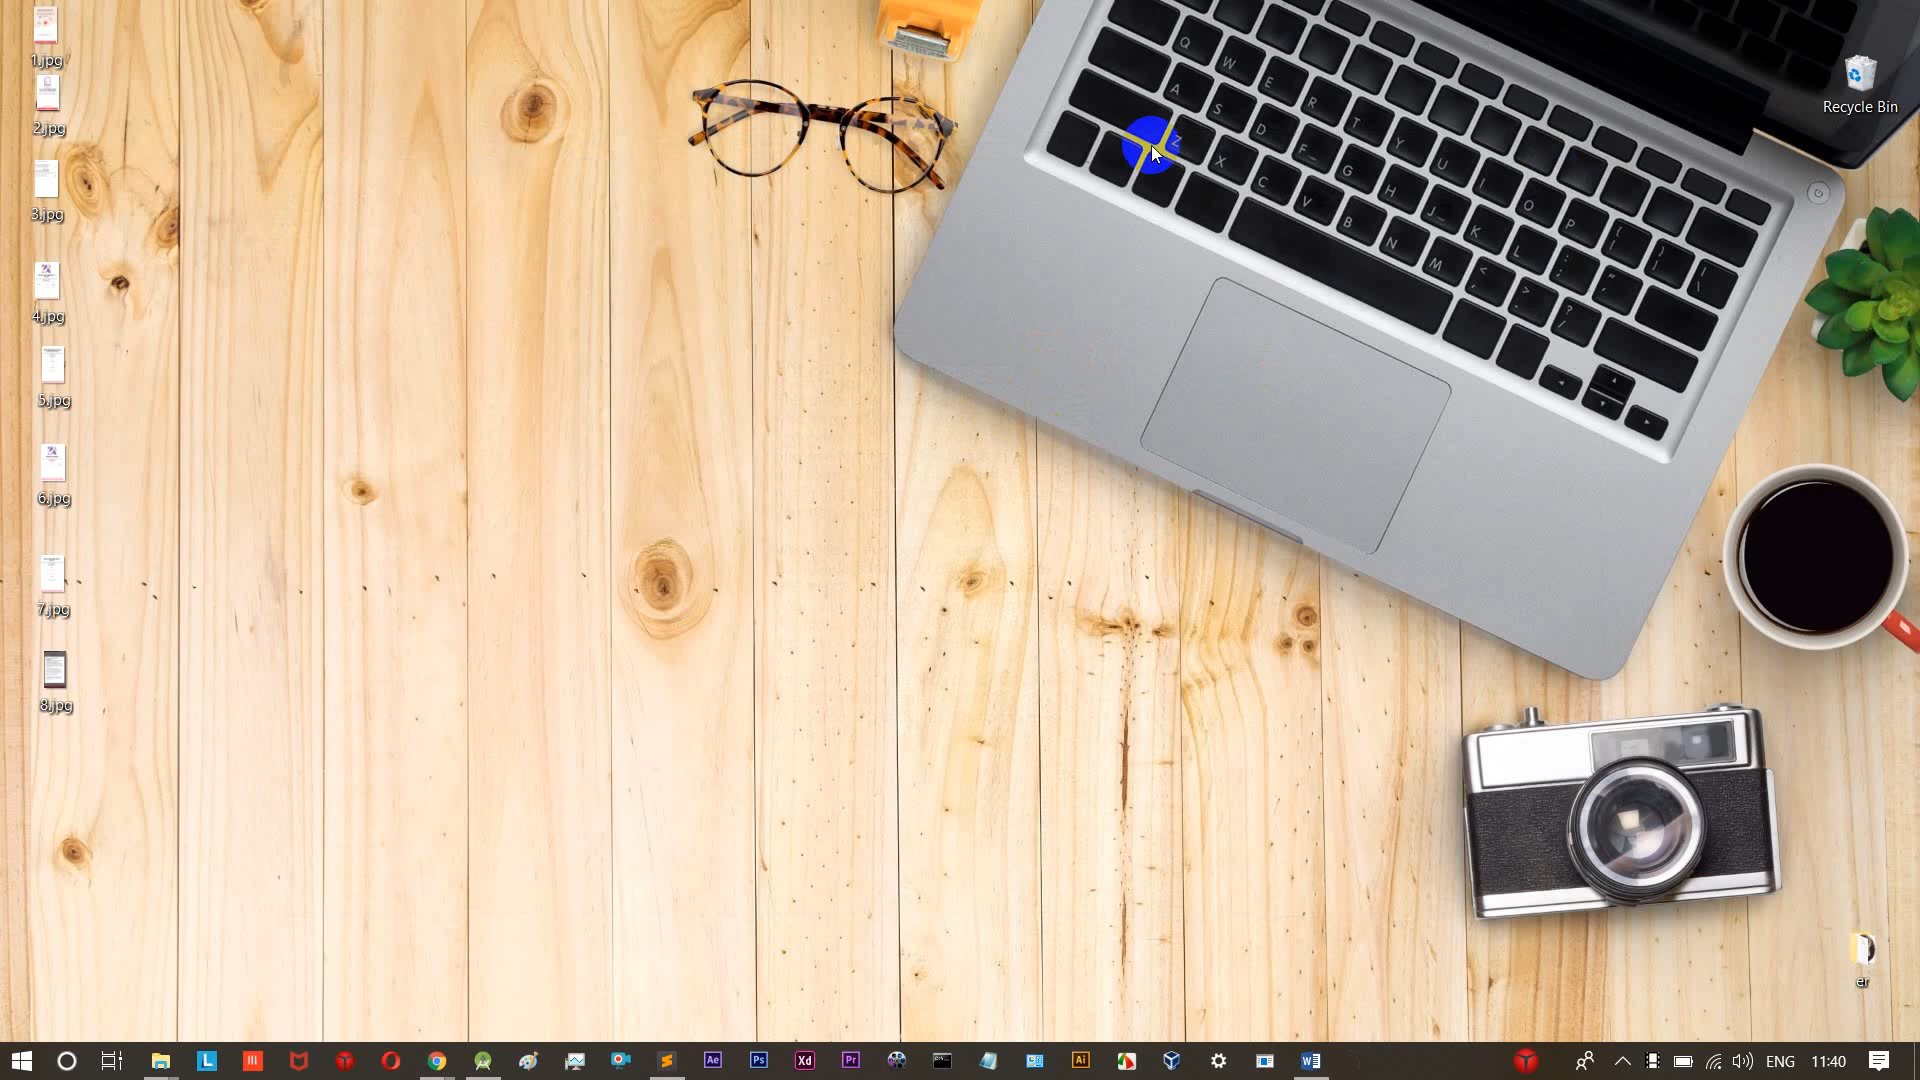 1.jpg
2.jpg
3.jpg
4.jpg
5.jpg
6.jpg
7.jpg
8.jpg
Recycle Bin
Q W E R T Y U I O P
A S D F G H J K L
Z X C V B N M
er
L
Ae
Ps
Xd
Pr
Ai
W
ENG
11:40